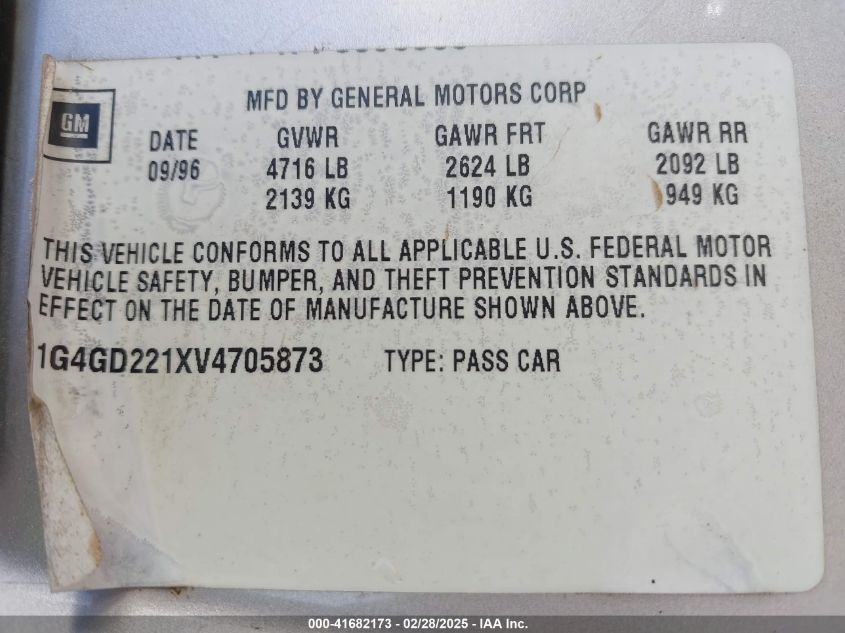 MFD BY GENERAL MOTORS CORP
GM
DATE GVWR GAWR FRT GAWR RR
09/96 4716 LB 2624 LB 2092 LB
2139 KG 1190 KG 949 KG
THIS VEHICLE CONFORMS TO ALL APPLICABLE U.S. FEDERAL MOTOR
VEHICLE SAFETY, BUMPER, AND THEFT PREVENTION STANDARDS IN
EFFECT ON THE DATE OF MANUFACTURE SHOWN ABOVE.
1G4GD221XV4705873 TYPE: PASS CAR
000-41682173 - 02/28/2025 - IAA Inc.